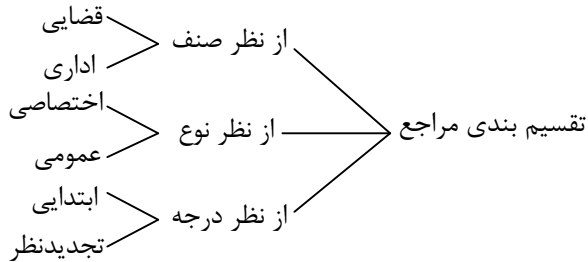 تقسیم بندی مراجع
از نظر صنف
قضایی
اداری
از نظر نوع
اختصاصی
عمومی
از نظر درجه
ابتدایی
تجدیدنظر